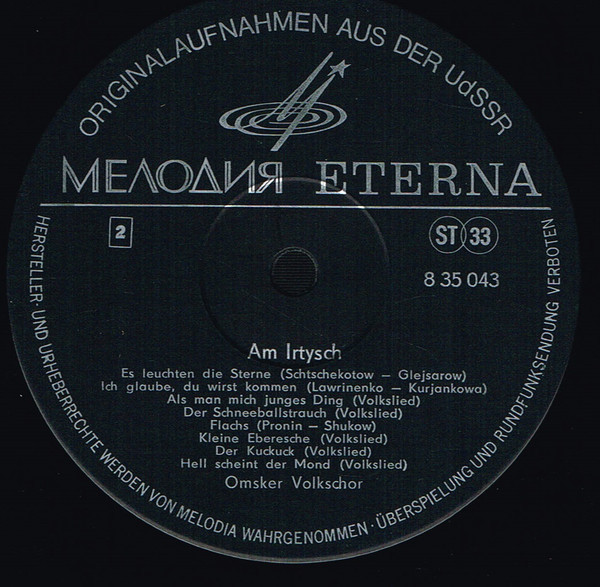 ORIGINALAUFNAHMEN AUS DER UdSSR
МЕЛОДИЯ ETERNA
2
ST 33
8 35 043
Am Irtysch
Es leuchten die Sterne (Schtschekotow – Glejsarow)
Ich glaube, du wirst kommen (Lawrinenko – Kurjankowa)
Als man mich junges Ding (Volkslied)
Der Schneeballstrauch (Volkslied)
Flachs (Pronin – Shukow)
Kleine Eberesche (Volkslied)
Der Kuckuck (Volkslied)
Hell scheint der Mond (Volkslied)
Omsker Volkschor
HERSTELLER- UND URHEBERRECHTE WERDEN VON MELODIA WAHRGENOMMEN · ÜBERSPIELUNG UND RUNDFUNKSENDUNG VERBOTEN